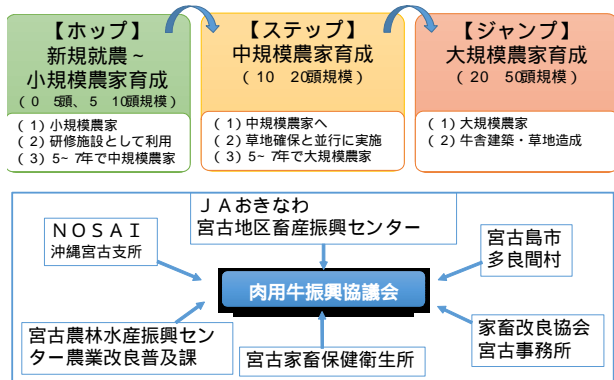 【ホップ】
新規就農~
小規模農家育成
(0 5頭、5 10頭規模)
(1)小規模農家
(2)研修施設として利用
(3)5~7年で中規模農家
【ステップ】
中規模農家育成
(10 20頭規模)
(1)中規模農家へ
(2)草地確保と並行に実施
(3)5~7年で大規模農家
【ジャンプ】
大規模農家育成
(20 50頭規模)
(1)大規模農家
(2)牛舎建築・草地造成
JAおきなわ
宮古地区畜産振興センター
NOSAI
沖縄宮古支所
宮古島市
多良間村
肉用牛振興協議会
宮古農林水産振興セン
ター農業改良普及課
宮古家畜保健衛生所
家畜改良協会
宮古事務所